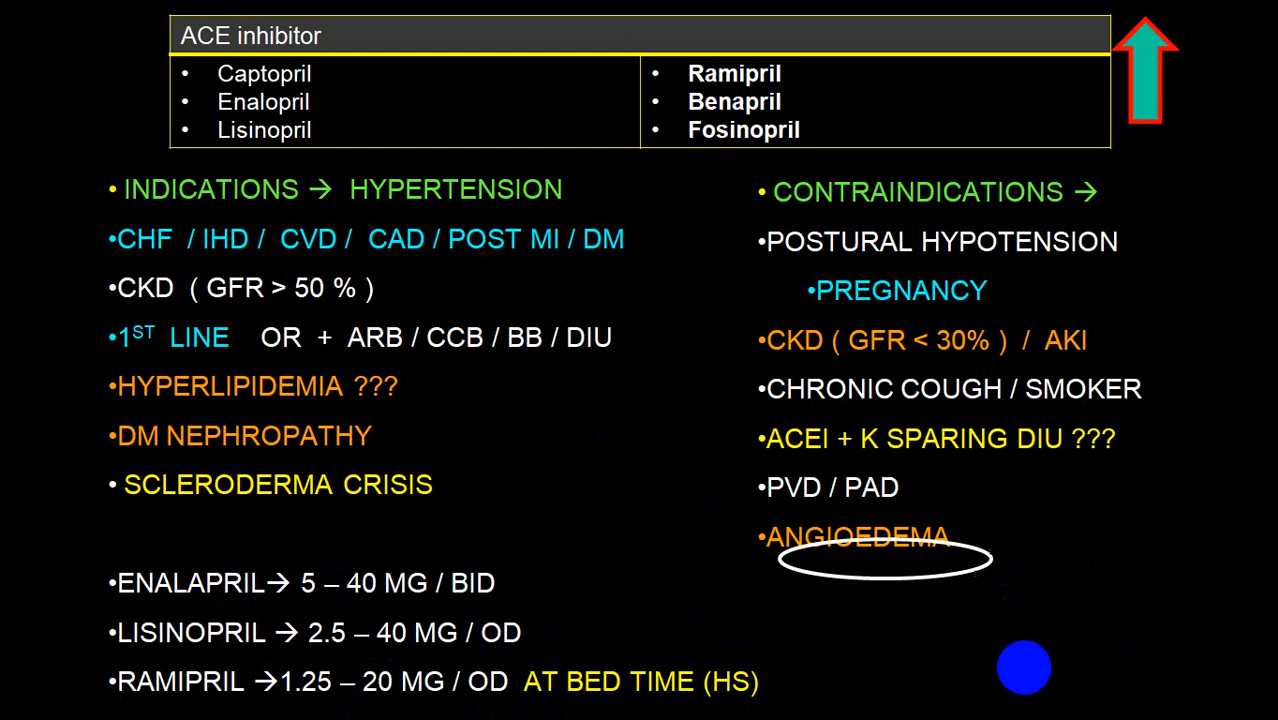 ACE inhibitor
• Captopril
• Enalopril
• Lisinopril
• Ramipril
• Benapril
• Fosinopril
• INDICATIONS → HYPERTENSION
•CHF / IHD / CVD / CAD / POST MI / DM
•CKD ( GFR > 50 % )
•1ST LINE OR + ARB / CCB / BB / DIU
•HYPERLIPIDEMIA ???
•DM NEPHROPATHY
• SCLERODERMA CRISIS
•ENALAPRIL→ 5 – 40 MG / BID
•LISINOPRIL → 2.5 – 40 MG / OD
•RAMIPRIL →1.25 – 20 MG / OD AT BED TIME (HS)
• CONTRAINDICATIONS →
•POSTURAL HYPOTENSION
•PREGNANCY
•CKD ( GFR < 30% ) / AKI
•CHRONIC COUGH / SMOKER
•ACEI + K SPARING DIU ???
•PVD / PAD
•ANGIOEDEMA